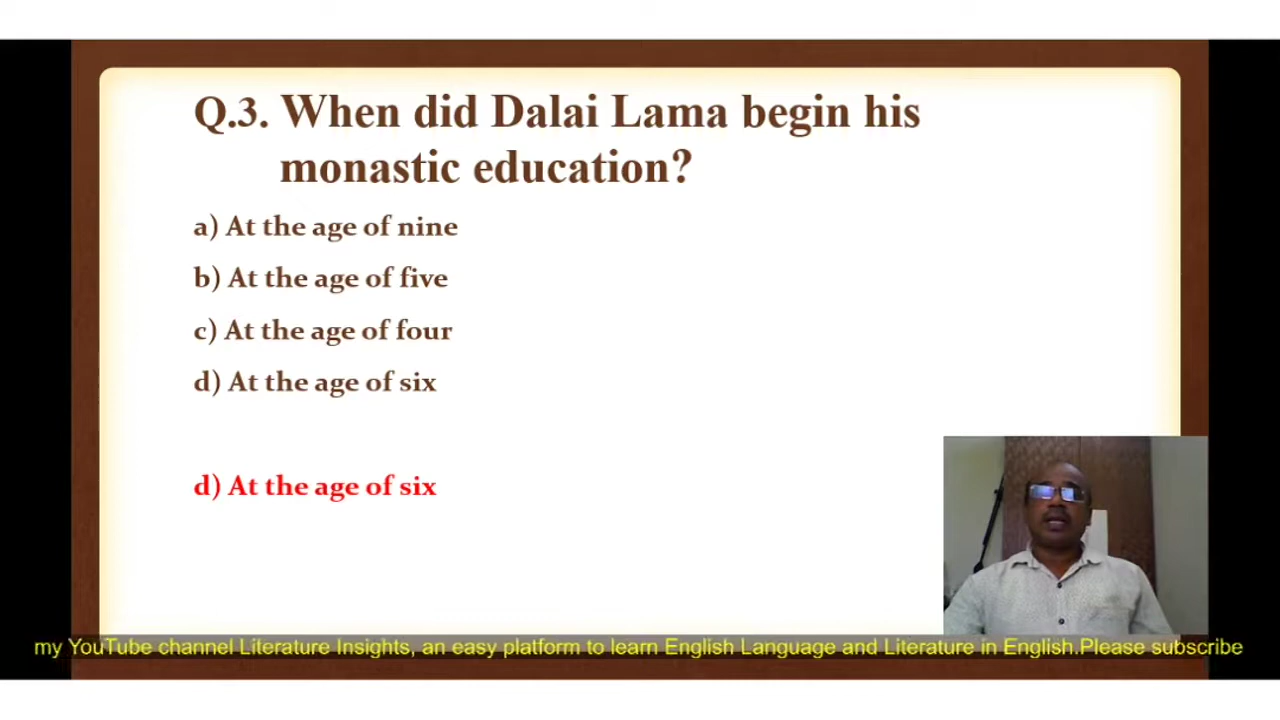 Q.3. When did Dalai Lama begin his
monastic education?
a) At the age of nine
b) At the age of five
c) At the age of four
d) At the age of six
d) At the age of six
my YouTube channel Literature Insights, an easy platform to learn English Language and Literature in English.Please subscribe